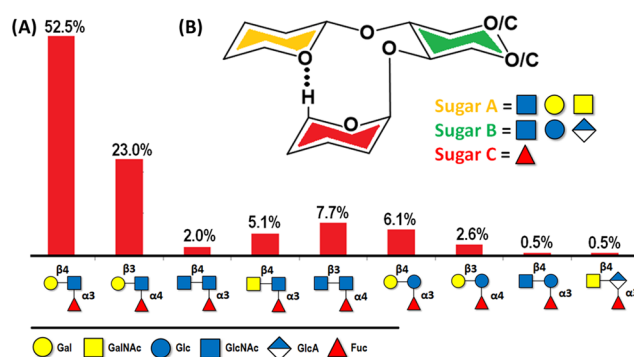 (A)
(B)
52.5%
23.0%
2.0%
5.1%
7.7%
6.1%
2.6%
0.5%
0.5%
O
O
O
O
H
O
O/C
O/C
Sugar A =
Sugar B =
Sugar C =
β4 β3 β4 β4 β3 β4 β3 β4 β4
α3 α4 α3 α3 α4 α3 α4 α3 α3
Gal GalNAc Glc GlcNAc GlcA Fuc